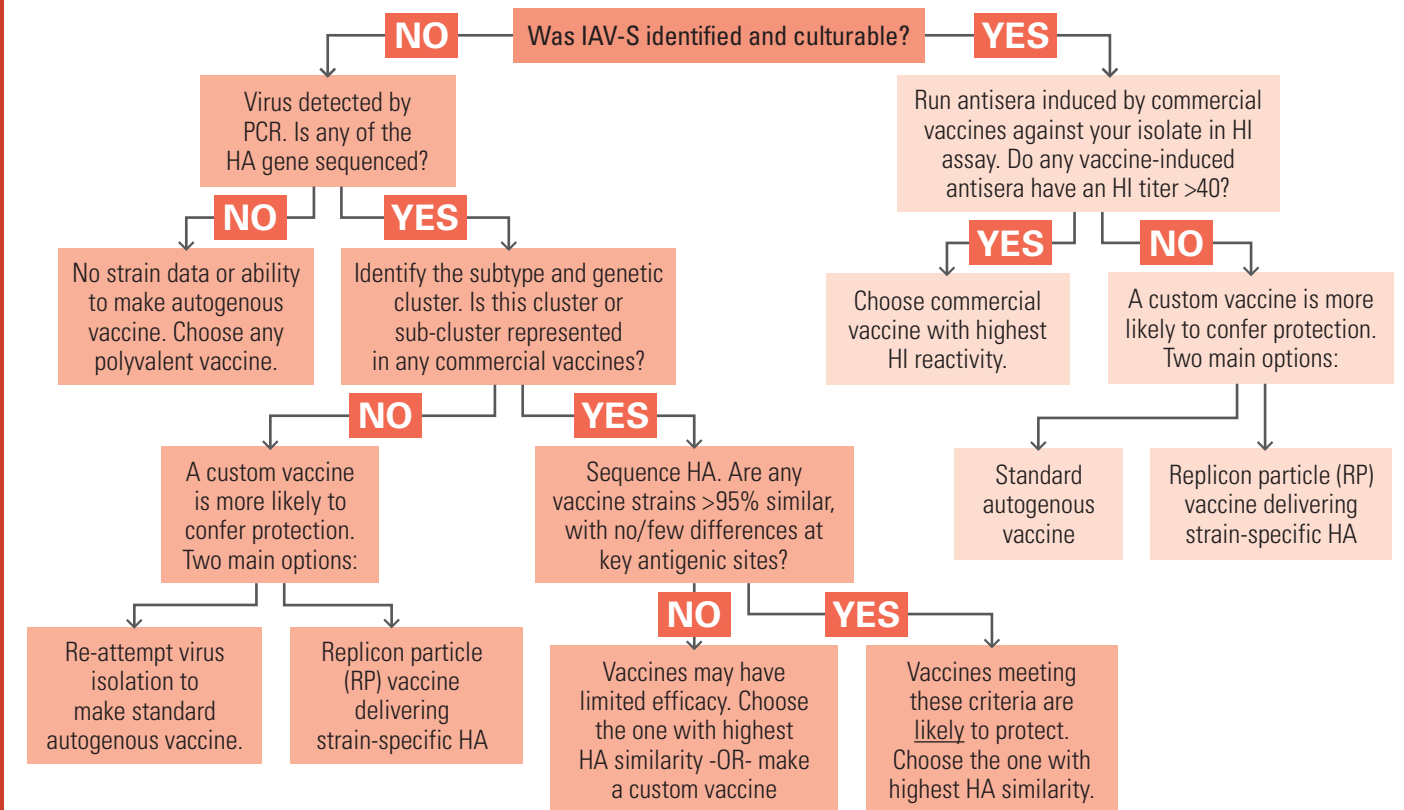 Was IAV-S identified and culturable?
NO
YES
Virus detected by
PCR. Is any of the
HA gene sequenced?
Run antisera induced by commercial
vaccines against your isolate in HI
assay. Do any vaccine-induced
antisera have an HI titer >40?
NO
YES
YES
NO
No strain data or ability
to make autogenous
vaccine. Choose any
polyvalent vaccine.
Identify the subtype and genetic
cluster. Is this cluster or
sub-cluster represented
in any commercial vaccines?
Choose commercial
vaccine with highest
HI reactivity.
A custom vaccine is more
likely to confer protection.
Two main options:
NO
YES
A custom vaccine
is more likely to
confer protection.
Two main options:
Sequence HA. Are any
vaccine strains >95% similar,
with no/few differences at
key antigenic sites?
Standard
autogenous
vaccine
Replicon particle (RP)
vaccine delivering
strain-specific HA
NO
YES
Re-attempt virus
isolation to
make standard
autogenous vaccine.
Replicon particle
(RP) vaccine
delivering
strain-specific HA
Vaccines may have
limited efficacy. Choose
the one with highest
HA similarity -OR- make
a custom vaccine
Vaccines meeting
these criteria are
likely to protect.
Choose the one with
highest HA similarity.